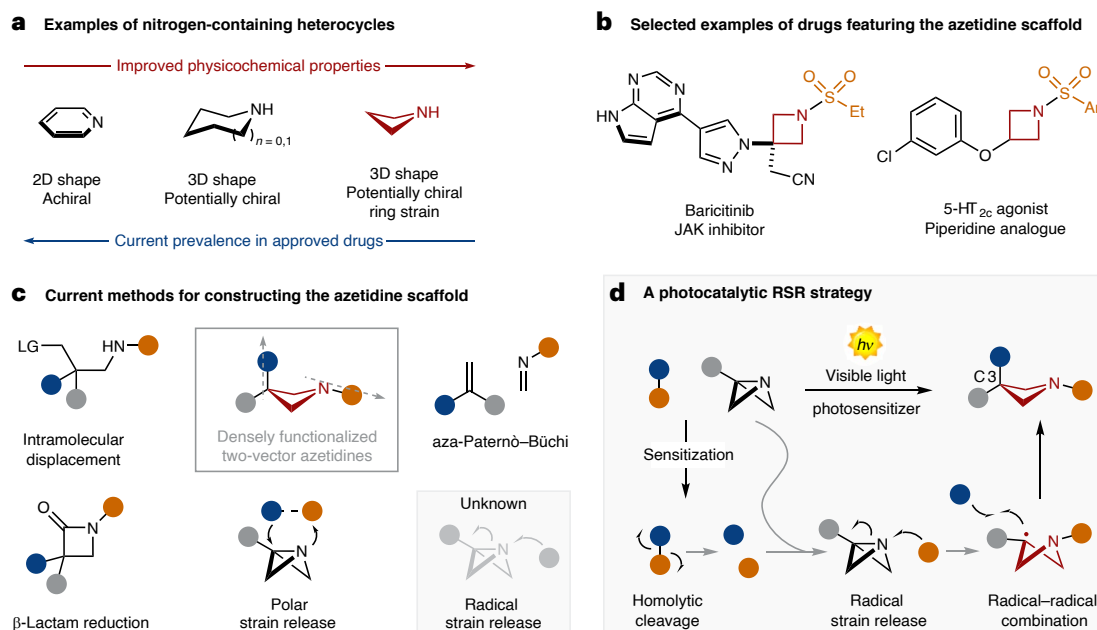 a Examples of nitrogen-containing heterocycles
Improved physicochemical properties
N
NH
( )n = 0,1
NH
2D shape
Achiral
3D shape
Potentially chiral
3D shape
Potentially chiral
ring strain
Current prevalence in approved drugs
b Selected examples of drugs featuring the azetidine scaffold
N
N
HN
N
N
N
S
O
O
Et
CN
Baricitinib
JAK inhibitor
Cl
O
N
S
O
O
Ar
5-HT2c agonist
Piperidine analogue
c Current methods for constructing the azetidine scaffold
LG
HN
Intramolecular
displacement
N
Densely functionalized
two-vector azetidines
N
aza-Paternò–Büchi
O
N
β-Lactam reduction
N
Polar
strain release
Unknown
N
Radical
strain release
d A photocatalytic RSR strategy
N
hν
Visible light
photosensitizer
C3
N
Sensitization
Homolytic
cleavage
N
Radical
strain release
N
Radical–radical
combination